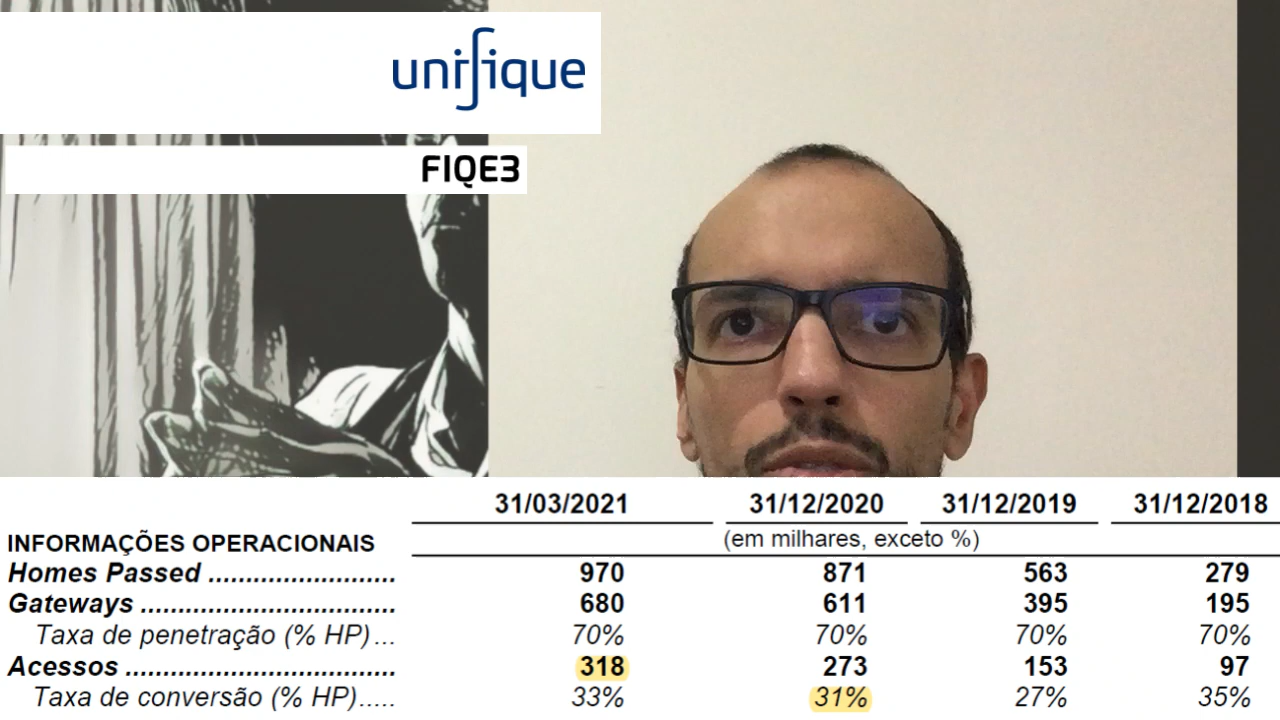 unifique
FIQE3
31/03/2021 31/12/2020 31/12/2019 31/12/2018
INFORMAÇÕES OPERACIONAIS (em milhares, exceto %)
Homes Passed ......................... 970 871 563 279
Gateways .................................. 680 611 395 195
Taxa de penetração (% HP)... 70% 70% 70% 70%
Acessos .................................... 318 273 153 97
Taxa de conversão (% HP)..... 33% 31% 27% 35%